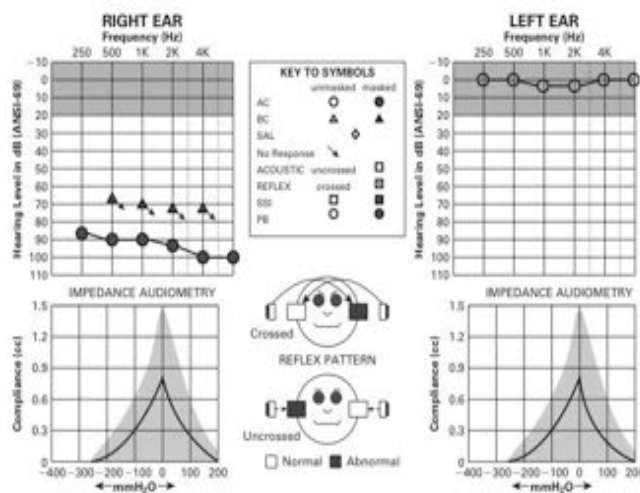 RIGHT EAR
Frequency (Hz)
250 500 1K 2K 4K
Hearing Level in dB (ANSI-69)
-10
0
10
20
30
40
50
60
70
80
90
100
110
KEY TO SYMBOLS
unmasked masked
AC
BC
SAL
No Response
ACOUSTIC uncrossed
REFLEX crossed
SSI
PB
LEFT EAR
Frequency (Hz)
250 500 1K 2K 4K
Hearing Level in dB (ANSI-69)
-10
0
10
20
30
40
50
60
70
80
90
100
110
IMPEDANCE AUDIOMETRY
Compliance (cc)
1.5
1.2
0.9
0.6
0.3
0
-400 -300 -200 -100 0 100 200
mmH2O
Crossed
REFLEX PATTERN
Uncrossed
Normal Abnormal
IMPEDANCE AUDIOMETRY
Compliance (cc)
1.5
1.2
0.9
0.6
0.3
0
-400 -300 -200 -100 0 100 200
mmH2O